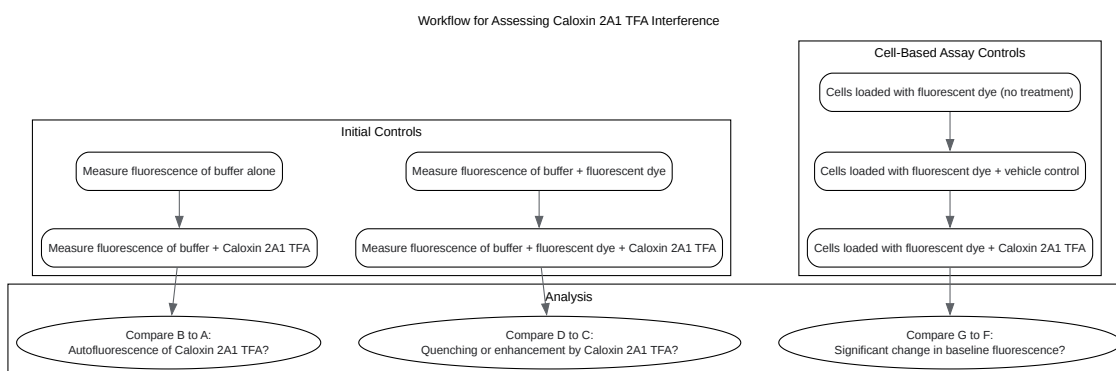 Workflow for Assessing Caloxin 2A1 TFA Interference
Initial Controls
Measure fluorescence of buffer alone
Measure fluorescence of buffer + Caloxin 2A1 TFA
Measure fluorescence of buffer + fluorescent dye
Measure fluorescence of buffer + fluorescent dye + Caloxin 2A1 TFA
Cell-Based Assay Controls
Cells loaded with fluorescent dye (no treatment)
Cells loaded with fluorescent dye + vehicle control
Cells loaded with fluorescent dye + Caloxin 2A1 TFA
Analysis
Compare B to A:
Autofluorescence of Caloxin 2A1 TFA?
Compare D to C:
Quenching or enhancement by Caloxin 2A1 TFA?
Compare G to F:
Significant change in baseline fluorescence?